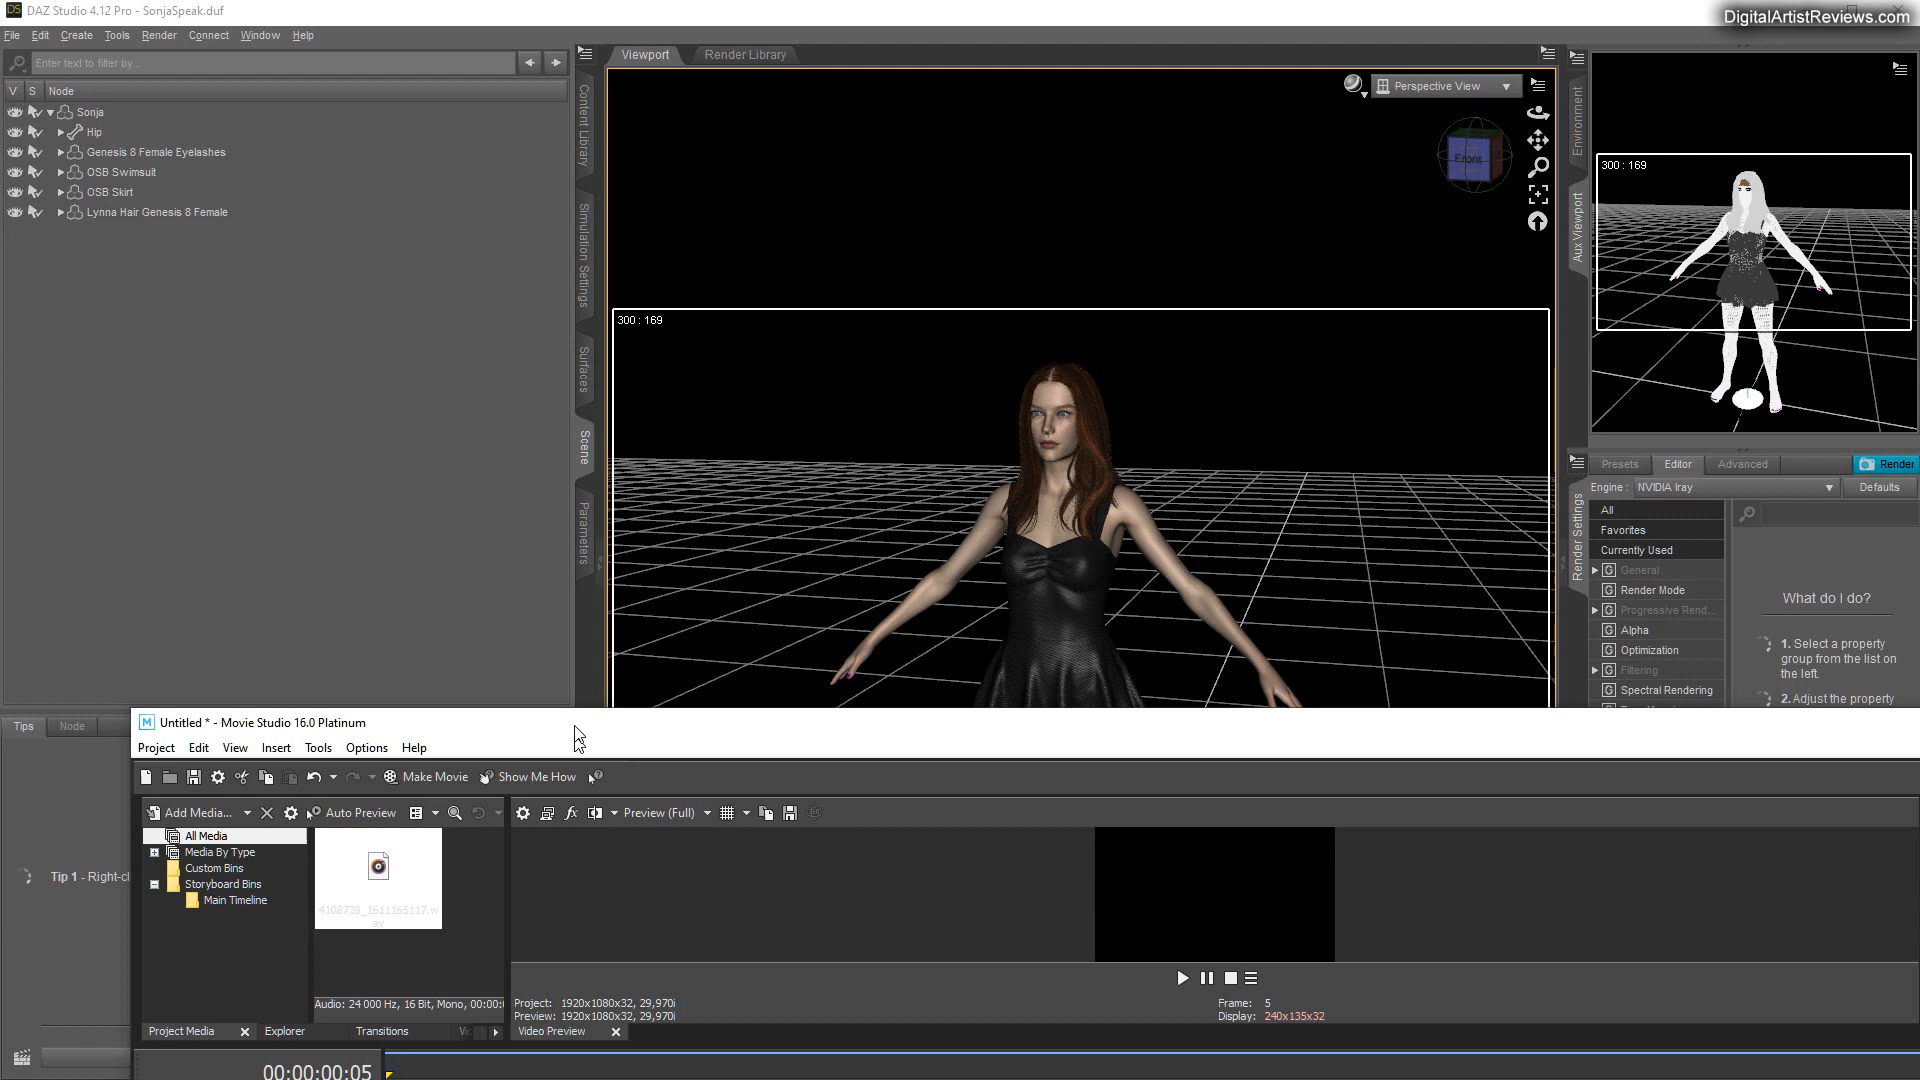 DAZ Studio 4.12 Pro - SonjaSpeak.duf
DigitalArtistReviews.com
File Edit Create Tools Render Connect Window Help
Enter text to filter by...
V S Node
Sonja
Hip
Genesis 8 Female Eyelashes
OSB Swimsuit
OSB Skirt
Lynna Hair Genesis 8 Female
Content Library
Simulation Settings
Surfaces
Scene
Parameters
Viewport Render Library
Perspective View
Front
300 : 169
Environment
Aux Viewport
300 : 169
Presets Editor Advanced Render
Engine : NVIDIA Iray Defaults
Render Settings
All
Favorites
Currently Used
General
Render Mode
Progressive Rend...
Alpha
Optimization
Filtering
Spectral Rendering
What do I do?
1. Select a property
group from the list on
the left.
2. Adjust the property
Tips Node
Tip 1 - Right-cl
Untitled * - Movie Studio 16.0 Platinum
Project Edit View Insert Tools Options Help
Make Movie Show Me How
Add Media... Auto Preview
Preview (Full)
All Media
Media By Type
Custom Bins
Storyboard Bins
Main Timeline
4108739_1611165117.w
av
Audio: 24 000 Hz, 16 Bit, Mono, 00:00:
Project: 1920x1080x32, 29,970i
Preview: 1920x1080x32, 29,970i
Frame: 5
Display: 240x135x32
Project Media Explorer Transitions
Video Preview
00:00:00:05